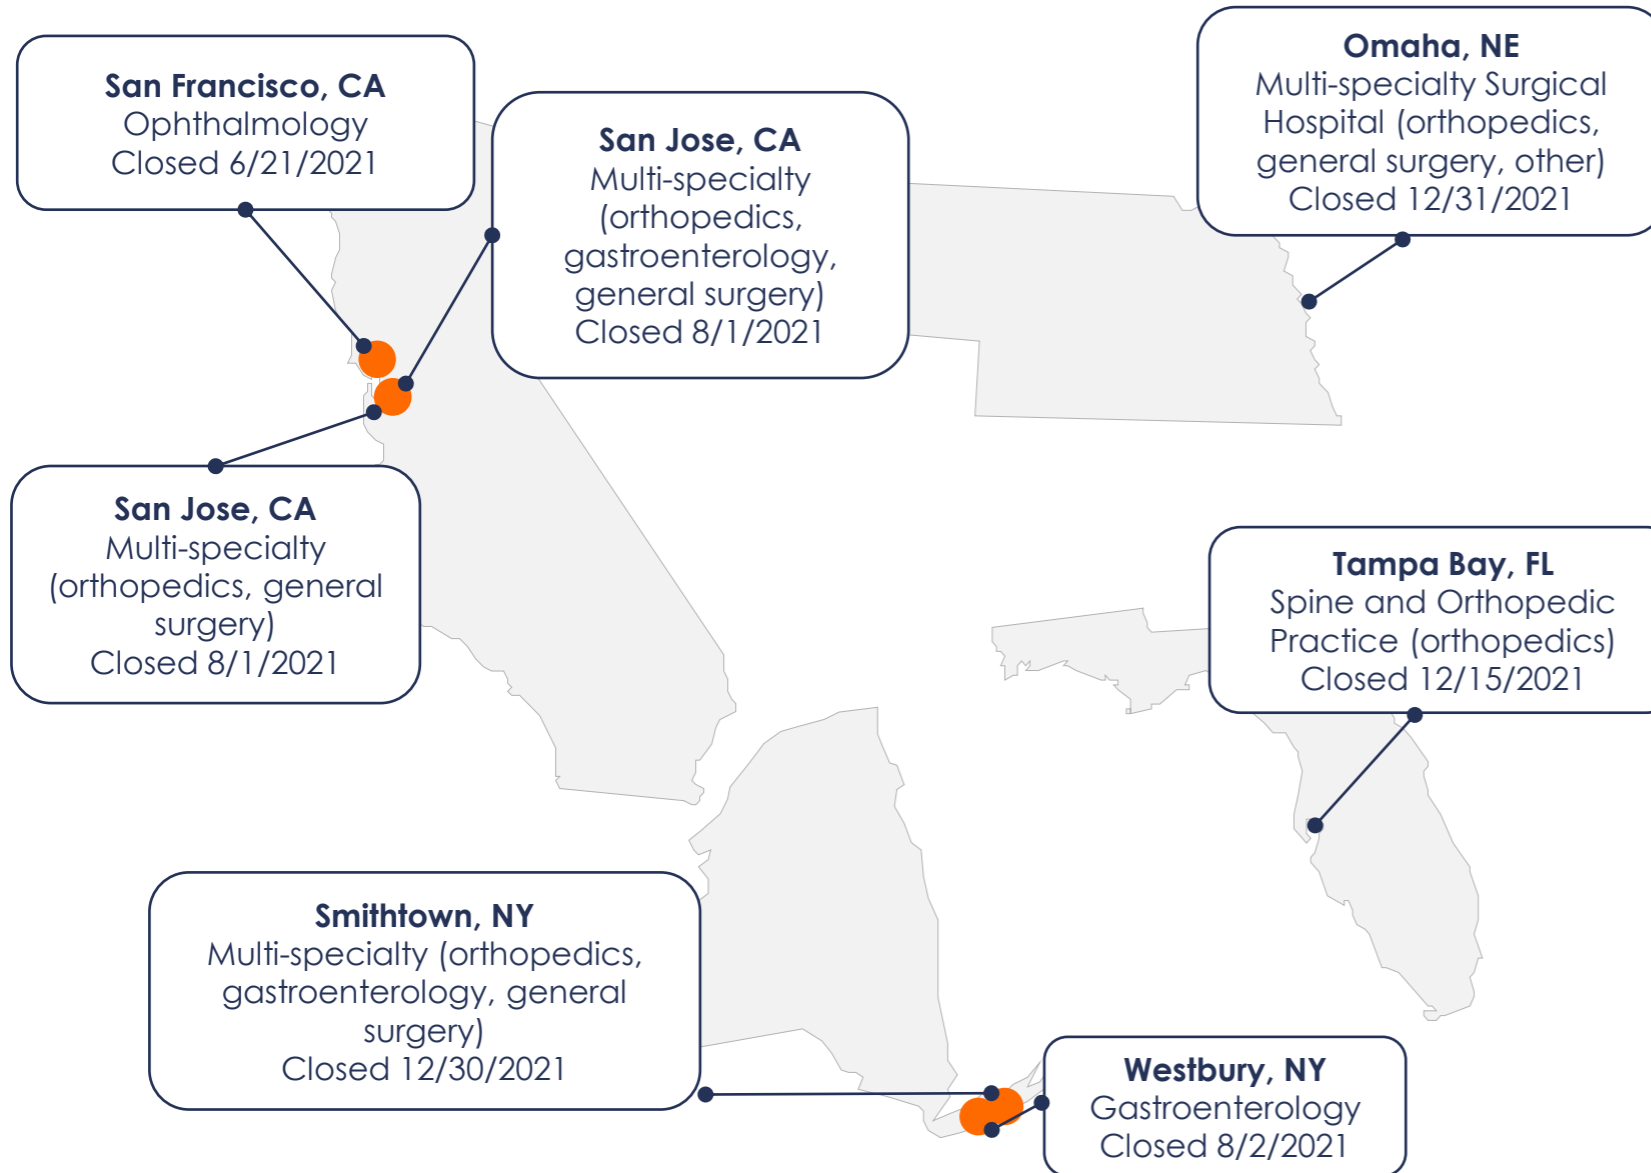 San Francisco, CA
Ophthalmology
Closed 6/21/2021
San Jose, CA
Multi-specialty
(orthopedics,
gastroenterology,
general surgery)
Closed 8/1/2021
Omaha, NE
Multi-specialty Surgical
Hospital (orthopedics,
general surgery, other)
Closed 12/31/2021
San Jose, CA
Multi-specialty
(orthopedics, general
surgery)
Closed 8/1/2021
Tampa Bay, FL
Spine and Orthopedic
Practice (orthopedics)
Closed 12/15/2021
Smithtown, NY
Multi-specialty (orthopedics,
gastroenterology, general
surgery)
Closed 12/30/2021
Westbury, NY
Gastroenterology
Closed 8/2/2021